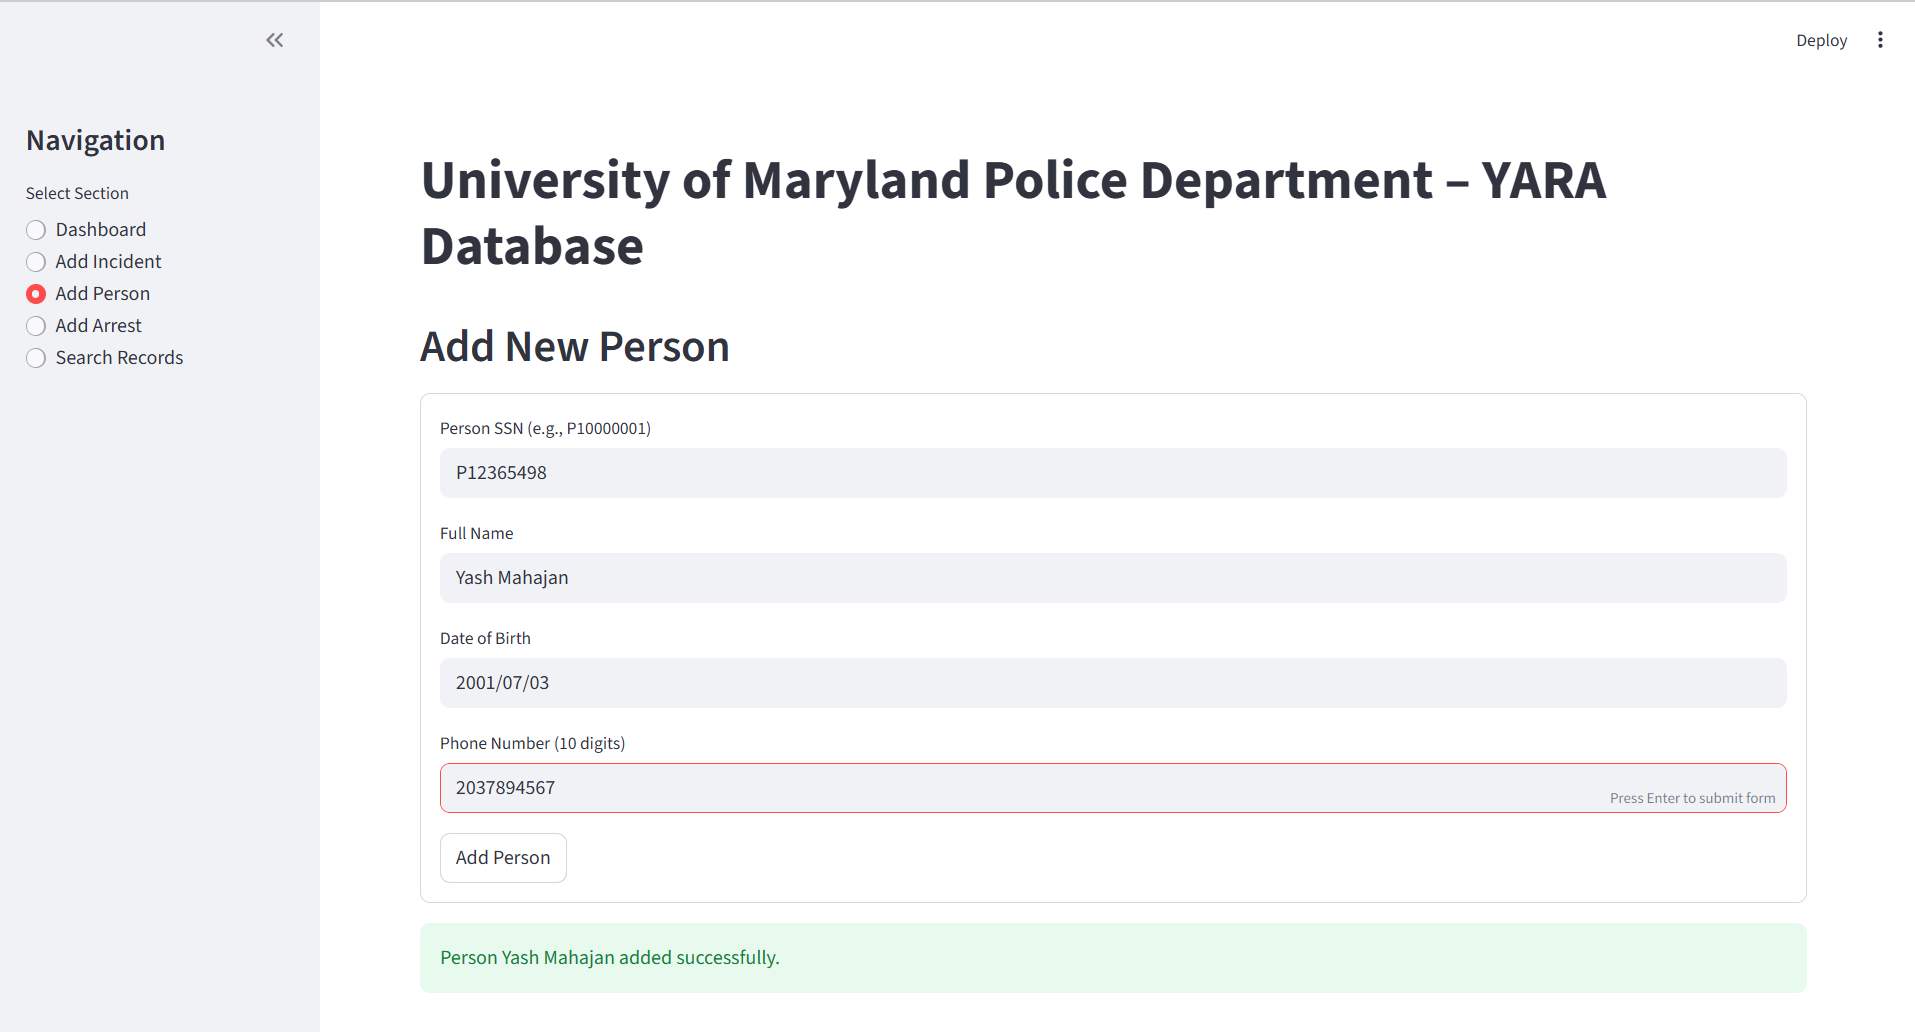 Deploy
Navigation
Select Section
Dashboard
Add Incident
Add Person
Add Arrest
Search Records
University of Maryland Police Department – YARA
Database
Add New Person
Person SSN (e.g., P10000001)
P12365498
Full Name
Yash Mahajan
Date of Birth
2001/07/03
Phone Number (10 digits)
2037894567
Press Enter to submit form
Add Person
Person Yash Mahajan added successfully.